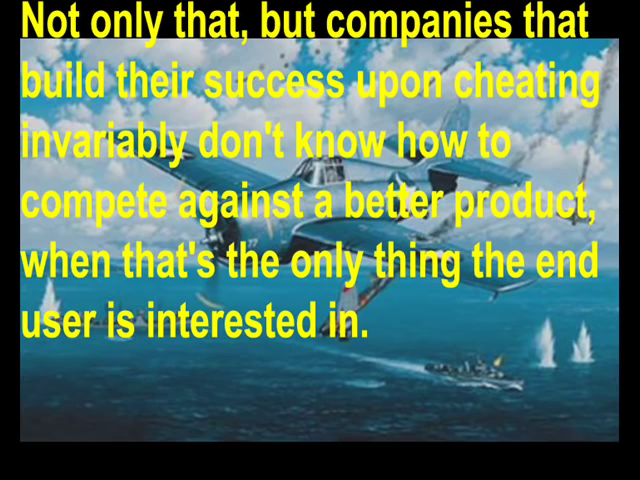 Not only that, but companies that
build their success upon cheating
invariably don't know how to
compete against a better product,
when that's the only thing the end
user is interested in.